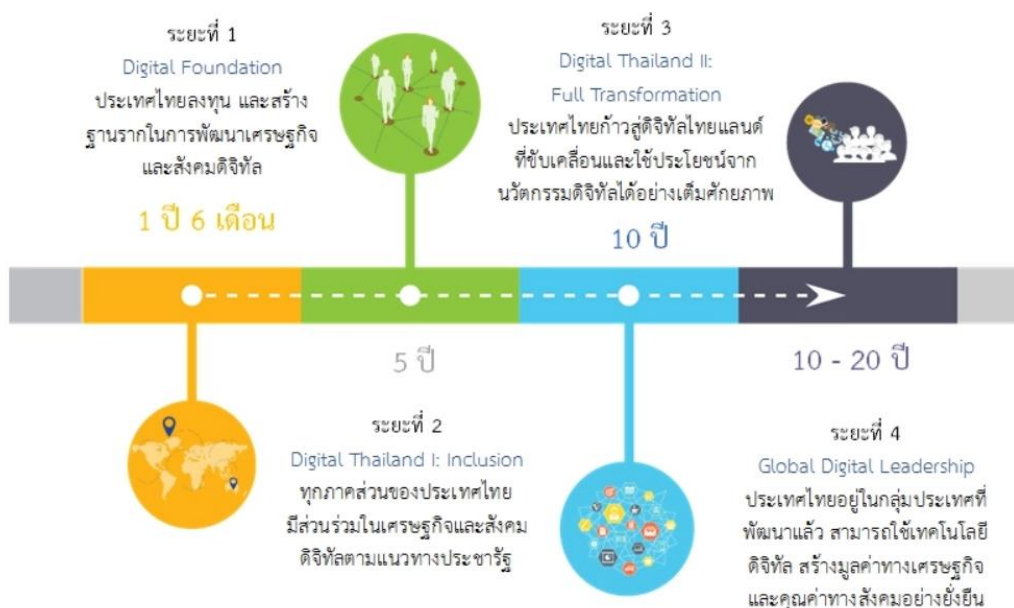 ระยะที่ 1
Digital Foundation
ประเทศไทยลงทุน และสร้าง
ฐานรากในการพัฒนาเศรษฐกิจ
และสังคมดิจิทัล
1 ปี 6 เดือน
ระยะที่ 2
Digital Thailand I: Inclusion
ทุกภาคส่วนของประเทศไทย
มีส่วนร่วมในเศรษฐกิจและสังคม
ดิจิทัลตามแนวทางประชารัฐ
5 ปี
ระยะที่ 3
Digital Thailand II:
Full Transformation
ประเทศไทยก้าวสู่ดิจิทัลไทยแลนด์
ที่ขับเคลื่อนและใช้ประโยชน์จาก
นวัตกรรมดิจิทัลได้อย่างเต็มศักยภาพ
10 ปี
10 - 20 ปี
ระยะที่ 4
Global Digital Leadership
ประเทศไทยอยู่ในกลุ่มประเทศที่
พัฒนาแล้ว สามารถใช้เทคโนโลยี
ดิจิทัล สร้างมูลค่าทางเศรษฐกิจ
และคุณค่าทางสังคมอย่างยั่งยืน